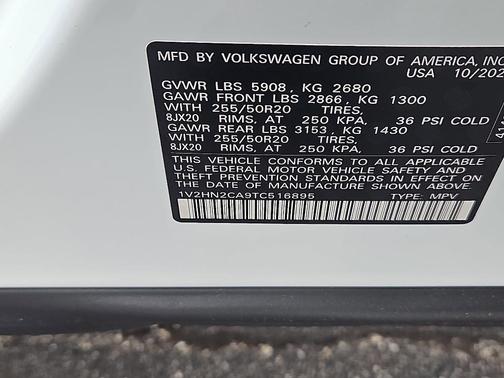 MFD BY VOLKSWAGEN GROUP OF AMERICA, INC
USA 10/202
GVWR LBS 5908, KG 2680
GAWR FRONT LBS 2866, KG 1300
WITH 255/50R20 TIRES,
8JX20 RIMS, AT 250 KPA, 36 PSI COLD
GAWR REAR LBS 3153, KG 1430
WITH 255/50R20 TIRES,
8JX20 RIMS, AT 250 KPA, 36 PSI COLD
THIS VEHICLE CONFORMS TO ALL APPLICABLE
U.S. FEDERAL MOTOR VEHICLE SAFETY AND
THEFT PREVENTION STANDARDS IN EFFECT ON
THE DATE OF MANUFACTURE SHOWN ABOVE
1V2HN2CA9TC516895 TYPE: MPV